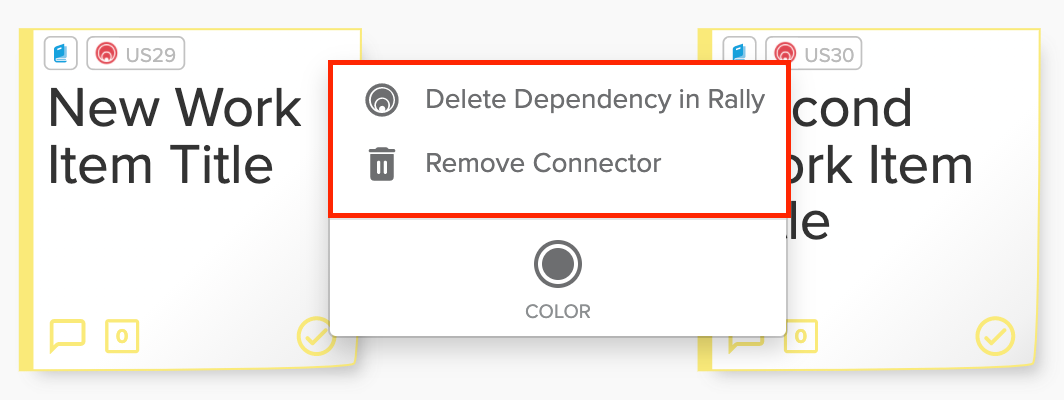 US29
New Work
Item Title
0
Delete Dependency in Rally
Remove Connector
COLOR
US30
cond
ork Item
le
0